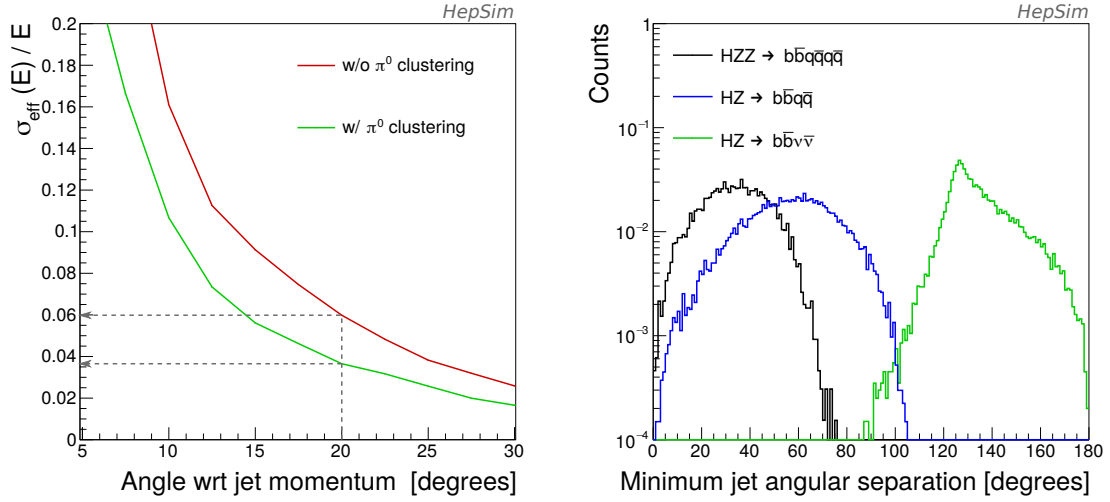 HepSim
σeff (E) / E
0.2
0.18
0.16
0.14
0.12
0.1
0.08
0.06
0.04
0.02
0
w/o π⁰ clustering
w/ π⁰ clustering
5 10 15 20 25 30
Angle wrt jet momentum [degrees]
HepSim
Counts
1
10⁻¹
10⁻²
10⁻³
10⁻⁴
HZZ → bb̄qq̄qq̄
HZ → bb̄qq̄
HZ → bb̄νν̄
0 20 40 60 80 100 120 140 160 180
Minimum jet angular separation [degrees]